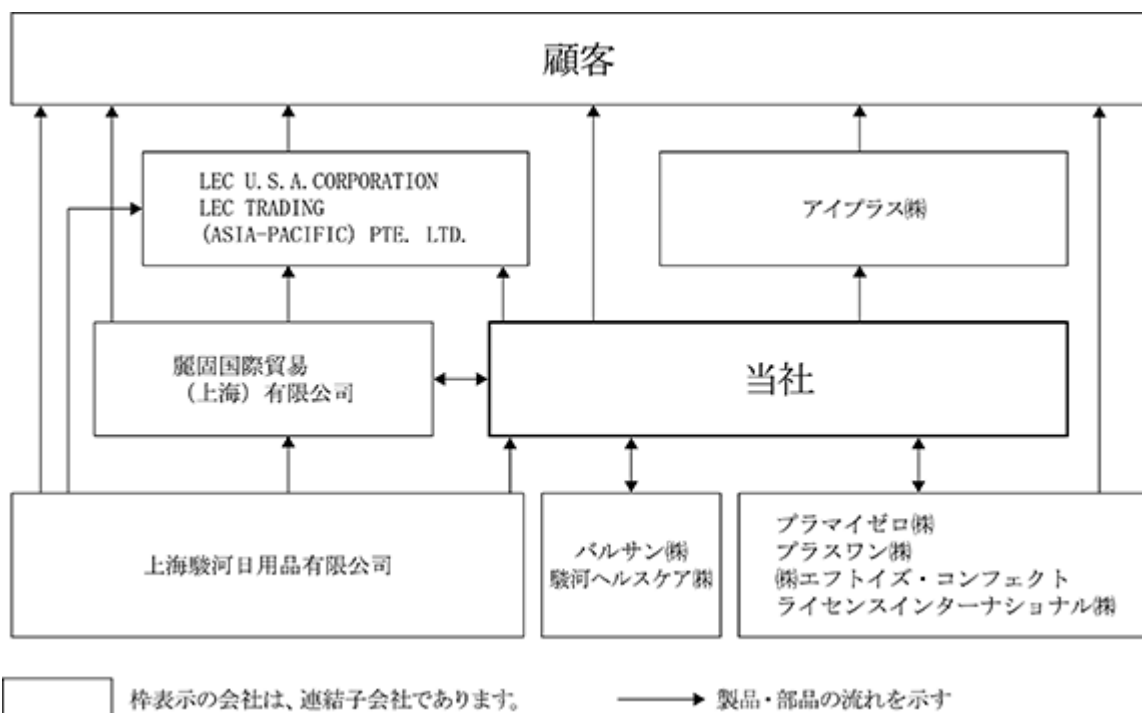 顧客
LEC U.S.A.CORPORATION
LEC TRADING
(ASIA-PACIFIC) PTE. LTD.
アイプラス㈱
麗固国際貿易
(上海)有限公司
当社
上海駿河日用品有限公司
バルサン㈱
駿河ヘルスケア㈱
プラマイゼロ㈱
プラスワン㈱
㈱エフトイズ・コンフェクト
ライセンスインターナショナル㈱
枠表示の会社は、連結子会社であります。
製品・部品の流れを示す